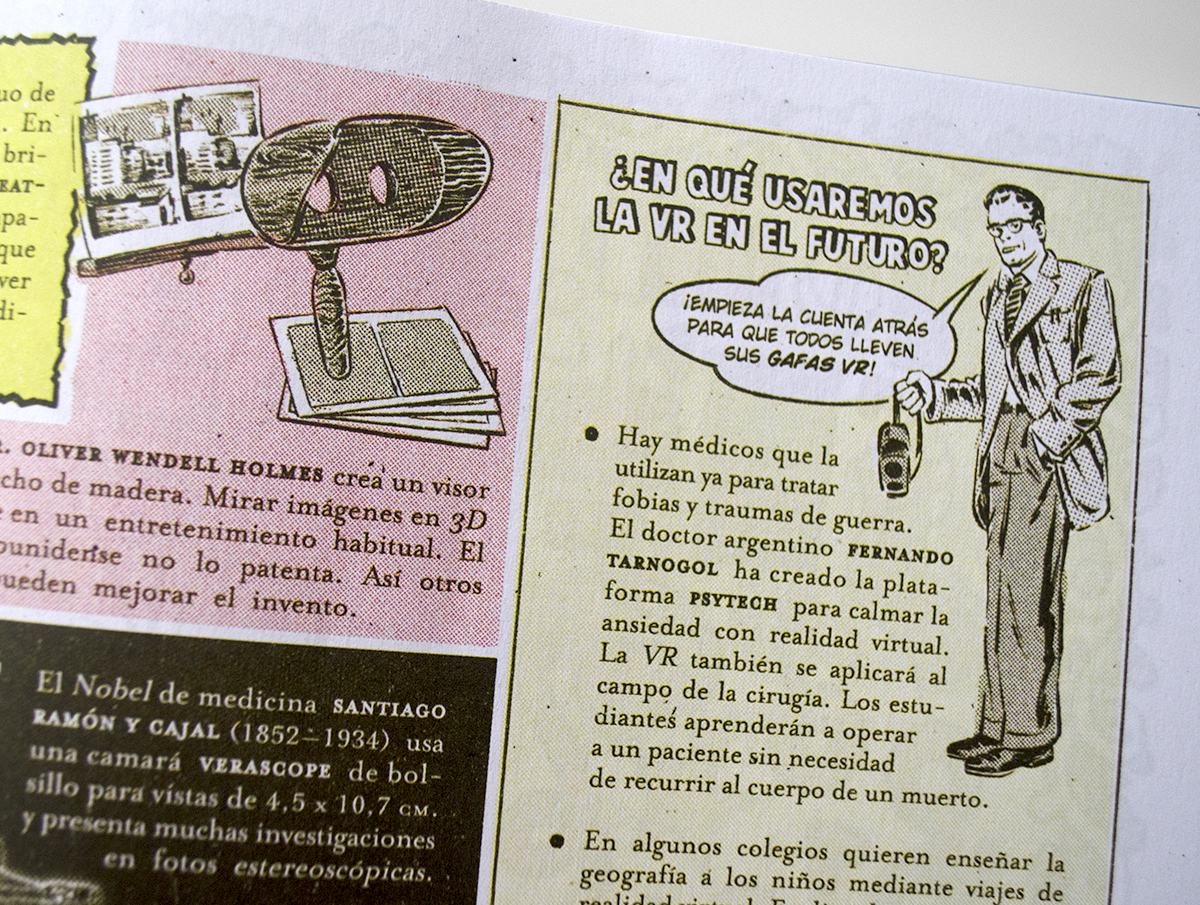 uo de
. En
bri-
EAT-
pa-
que
ver
di-
R. OLIVER WENDELL HOLMES creá un visor
cho de madera. Mirar imágenes en 3D
e en un entretenimiento habitual. El
ounideríse no lo patenta. Así otros
ueden mejorar el invento.
El Nobel de medicina SANTIAGO
RAMÓN Y CAJAL (1852–1934) usa
una camará VERASCOPE de bol-
sillo para vistas de 4,5 x 10,7 CM.
y presenta muchas investigaciones
en fotos estereoscópicas.
¿EN QUÉ USAREMOS
LA VR EN EL FUTURO?
¡EMPIEZA LA CUENTA ATRÁS
PARA QUE TODOS LLEVEN
SUS GAFAS VR!
• Hay médicos que la
utilizan ya para tratar
fobias y traumas de guerra.
El doctor argentino FERNANDO
TARNOGOL ha creado la plata-
forma PSYTECH para calmar la
ansiedad con realidad virtual.
La VR también se aplicará al
campo de la cirugía. Los estu-
diantes aprenderán a operar
a un paciente sin necesidad
de recurrir al cuerpo de un muerto.
• En algunos colegios quieren enseñar la
geografía a los niños mediante viajes de
realidad virtual.